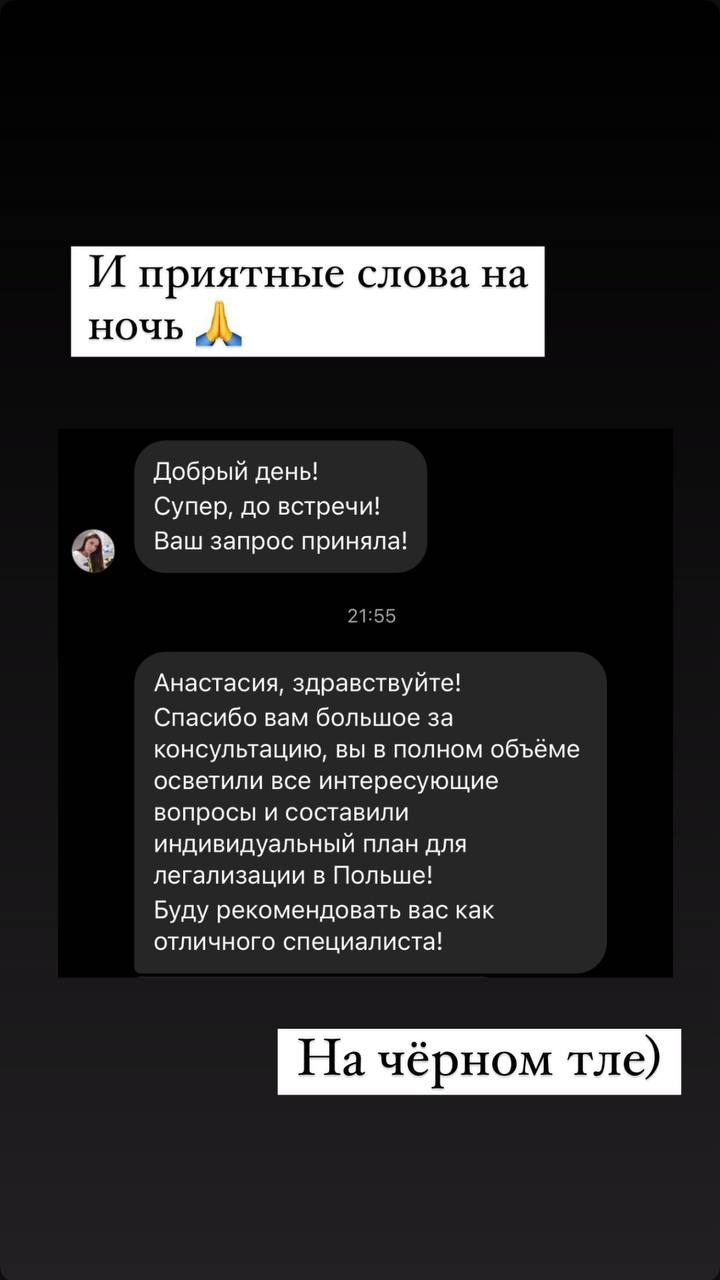 И приятные слова на
ночь 🙏
Добрый день!
Супер, до встречи!
Ваш запрос приняла!
21:55
Анастасия, здравствуйте!
Спасибо вам большое за
консультацию, вы в полном объёме
осветили все интересующие
вопросы и составили
индивидуальный план для
легализации в Польше!
Буду рекомендовать вас как
отличного специалиста!
На чёрном тле)